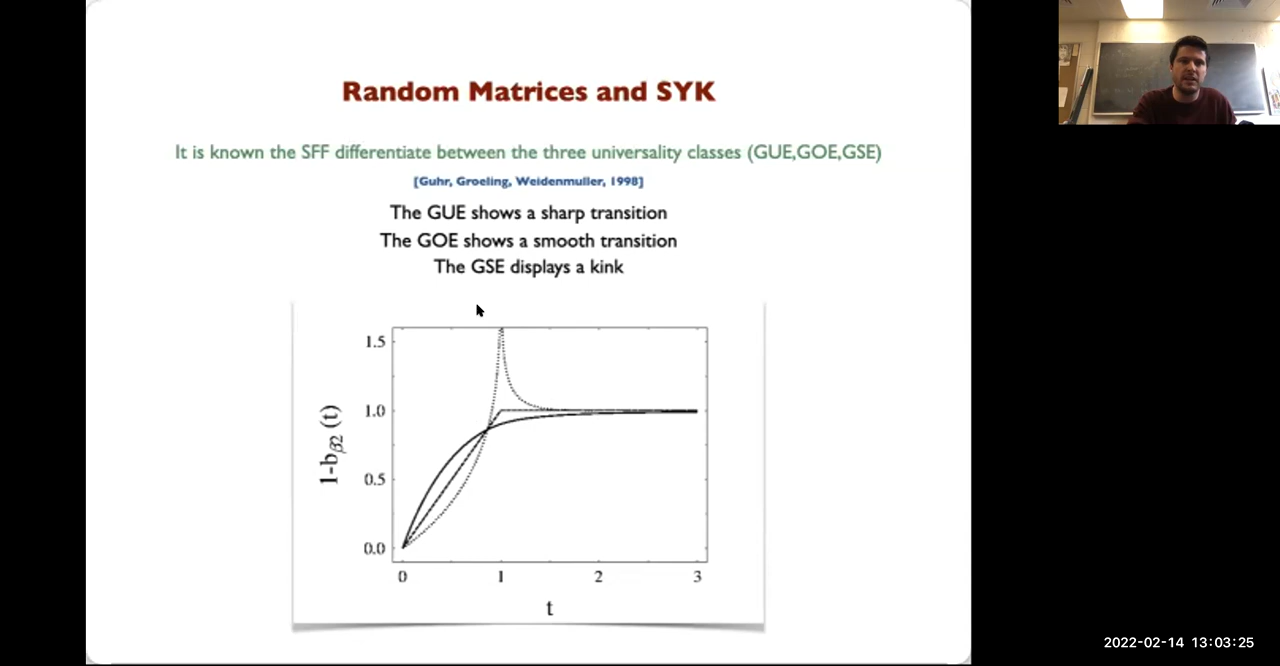 Random Matrices and SYK
It is known the SFF differentiate between the three universality classes (GUE,GOE,GSE)
[Guhr, Groeling, Weidenmuller, 1998]
The GUE shows a sharp transition
The GOE shows a smooth transition
The GSE displays a kink
1.5
1.0
0.5
0.0
1-bβ2 (t)
0 1 2 3
t
2022-02-14 13:03:25